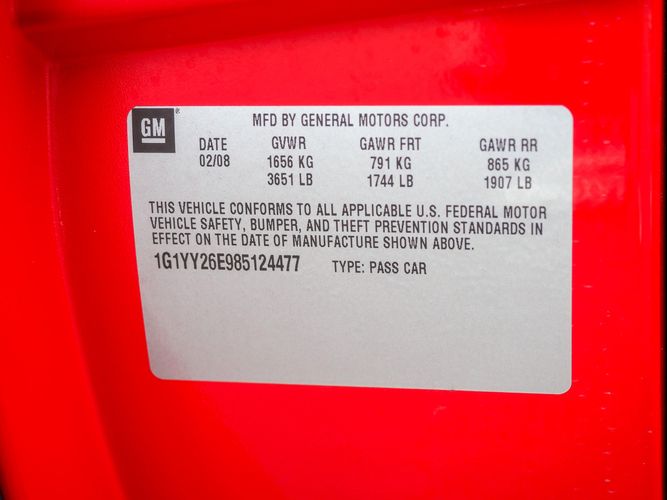 GM®
MFD BY GENERAL MOTORS CORP.
DATE GVWR GAWR FRT GAWR RR
02/08 1656 KG 791 KG 865 KG
3651 LB 1744 LB 1907 LB
THIS VEHICLE CONFORMS TO ALL APPLICABLE U.S. FEDERAL MOTOR
VEHICLE SAFETY, BUMPER, AND THEFT PREVENTION STANDARDS IN
EFFECT ON THE DATE OF MANUFACTURE SHOWN ABOVE.
1G1YY26E985124477 TYPE: PASS CAR